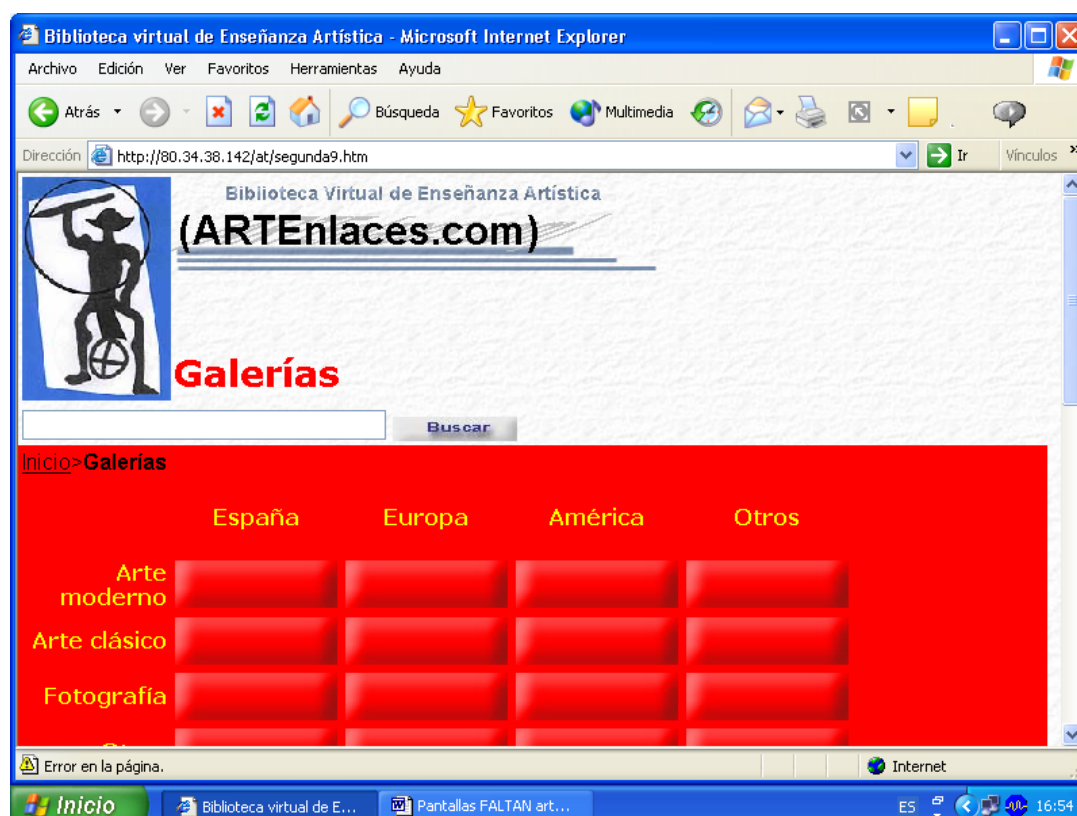 Biblioteca virtual de Enseñanza Artística - Microsoft Internet Explorer
Archivo Edición Ver Favoritos Herramientas Ayuda
Atrás Búsqueda Favoritos Multimedia
Dirección http://80.34.38.142/at/segunda9.htm Ir Vínculos »
Biblioteca Virtual de Enseñanza Artística
(ARTEnlaces.com)
Galerías
Buscar
Inicio>Galerías
España Europa América Otros
Arte
moderno
Arte clásico
Fotografía
Error en la página. Internet
Inicio Biblioteca virtual de E... Pantallas FALTAN art... ES 16:54